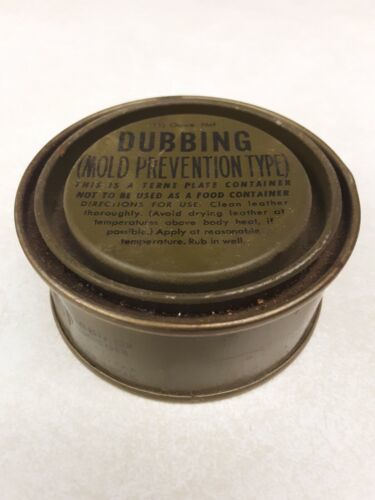 Ounce Net
DUBBING
(MOLD PREVENTION TYPE)
THIS IS A TERNE PLATE CONTAINER
NOT TO BE USED AS A FOOD CONTAINER
DIRECTIONS FOR USE: Clean leather
thoroughly. (Avoid drying leather at
temperatures above body heat, if
possible.) Apply at reasonable
temperature. Rub in well.